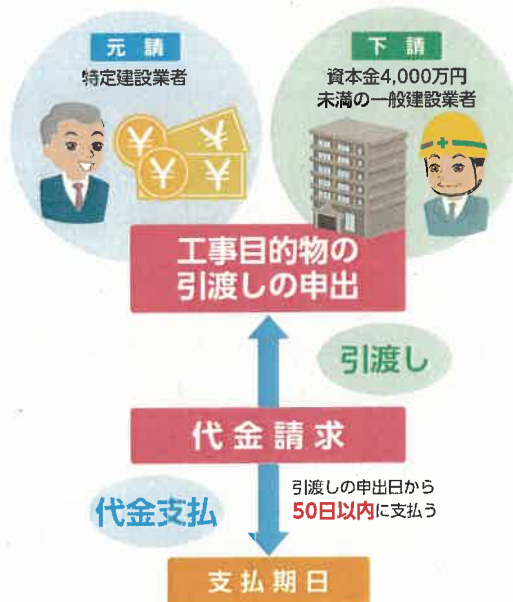 元請
特定建設業者
下請
資本金4,000万円
未満の一般建設業者
¥
¥
¥
¥
工事目的物の
引渡しの申出
引渡し
代金請求
代金支払
引渡しの申出日から
50日以内に支払う
支払期日